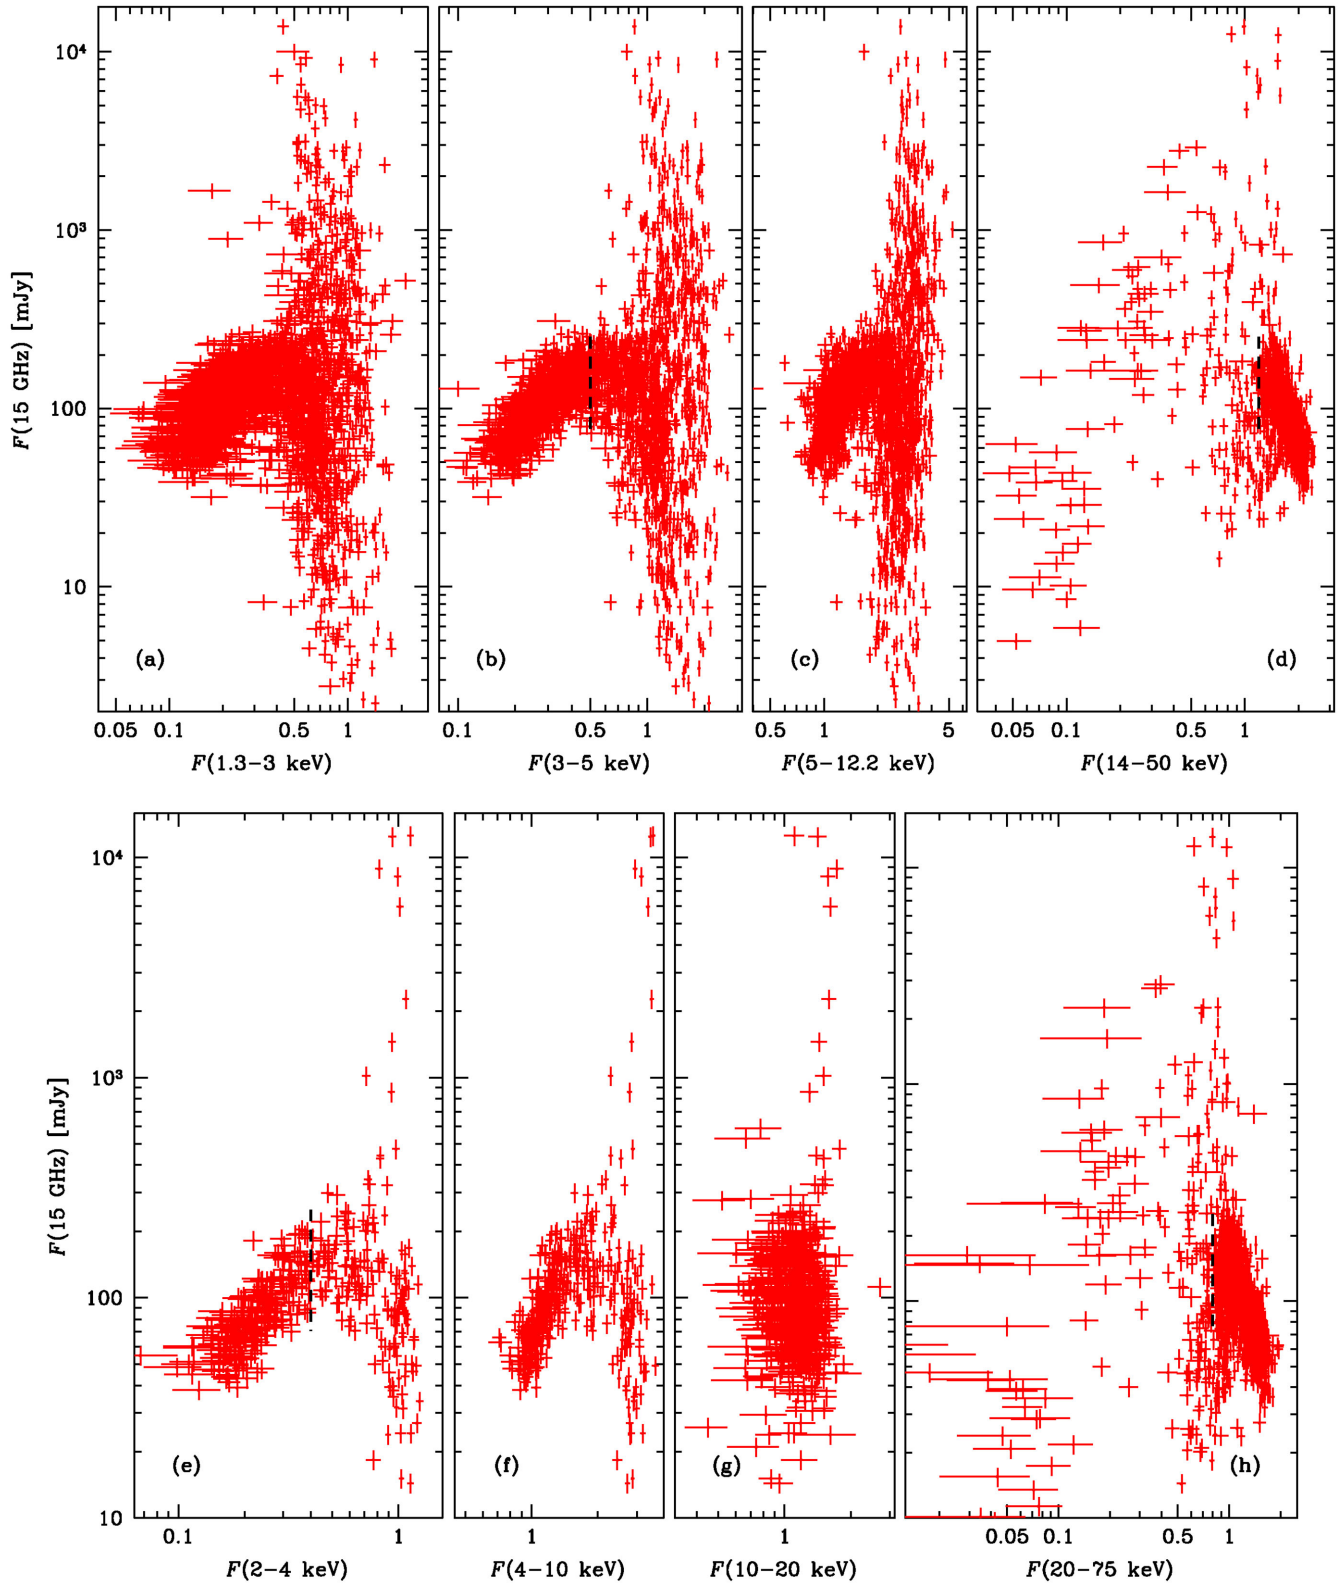 10⁴
10³
100
10
F(15 GHz) [mJy]
(a)
(b)
(c)
(d)
0.05 0.1 0.5 1
0.1 0.5 1
0.5 1 5
0.05 0.1 0.5 1
F(1.3−3 keV)
F(3−5 keV)
F(5−12.2 keV)
F(14−50 keV)
10⁴
10³
100
10
F(15 GHz) [mJy]
(e)
(f)
(g)
(h)
0.1 1
1
1
0.05 0.1 0.5 1
F(2−4 keV)
F(4−10 keV)
F(10−20 keV)
F(20−75 keV)